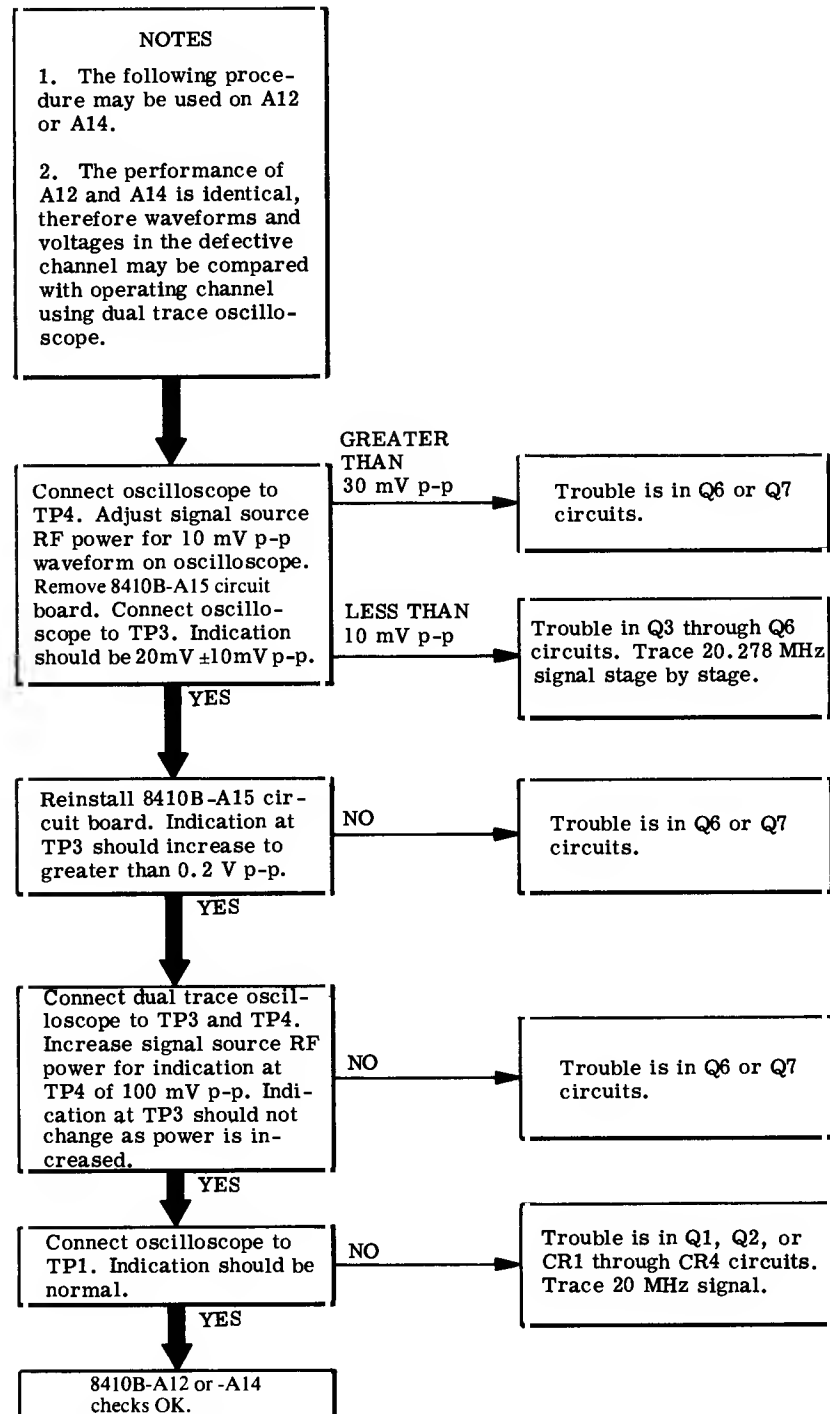 NOTES
1. The following proce-
dure may be used on A12
or A14.
2. The performance of
A12 and A14 is identical,
therefore waveforms and
voltages in the defective
channel may be compared
with operating channel
using dual trace oscillo-
scope.
Connect oscilloscope to
TP4. Adjust signal source
RF power for 10 mV p-p
waveform on oscilloscope.
Remove 8410B-A15 circuit
board. Connect oscillo-
scope to TP3. Indication
should be 20mV ±10mV p-p.
GREATER
THAN
30 mV p-p
Trouble is in Q6 or Q7
circuits.
LESS THAN
10 mV p-p
Trouble in Q3 through Q6
circuits. Trace 20.278 MHz
signal stage by stage.
YES
Reinstall 8410B-A15 cir-
cuit board. Indication at
TP3 should increase to
greater than 0.2 V p-p.
NO
Trouble is in Q6 or Q7
circuits.
YES
Connect dual trace oscil-
loscope to TP3 and TP4.
Increase signal source RF
power for indication at
TP4 of 100 mV p-p. Indi-
cation at TP3 should not
change as power is in-
creased.
NO
Trouble is in Q6 or Q7
circuits.
YES
Connect oscilloscope to
TP1. Indication should be
normal.
NO
Trouble is in Q1, Q2, or
CR1 through CR4 circuits.
Trace 20 MHz signal.
YES
8410B-A12 or -A14
checks OK.